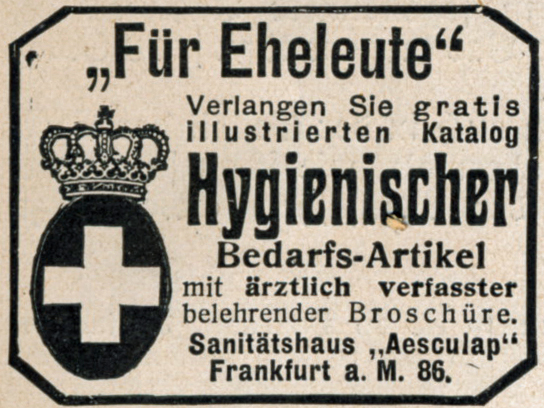 „Für Eheleute“
Verlangen Sie gratis
illustrierten Katalog
Hygienischer
Bedarfs-Artikel
mit ärztlich verfasster
belehrender Broschüre.
Sanitätshaus „Aesculap“
Frankfurt a. M. 86.